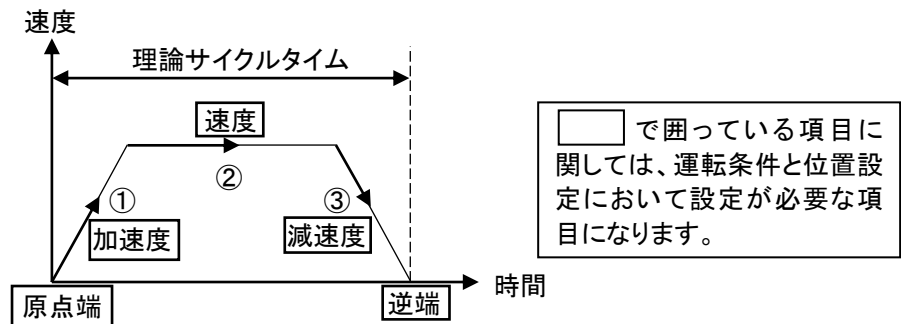 速度
理論サイクルタイム
速度
②
①
③
加速度
減速度
時間
原点端
逆端
で囲っている項目に
関しては、運転条件と位置設
定において設定が必要な項
目になります。